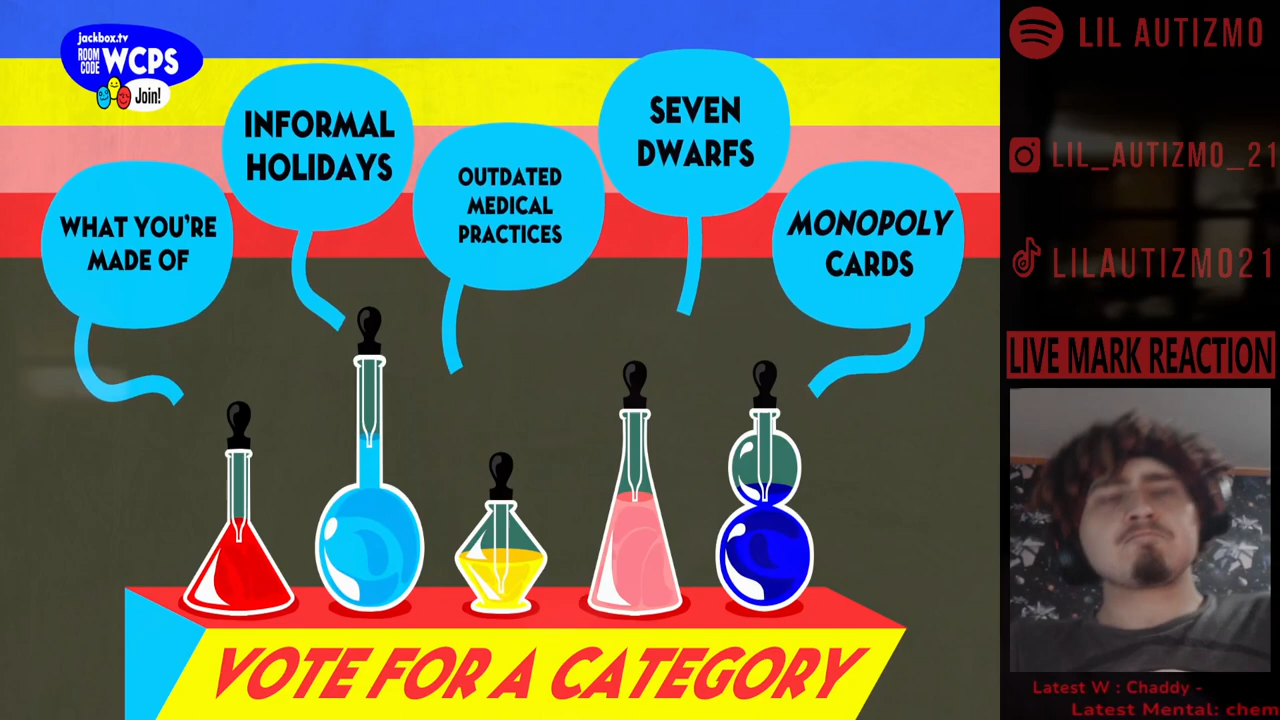 jackbox.tv
ROOM CODE WCPS
Join!
WHAT YOU'RE
MADE OF
INFORMAL
HOLIDAYS
OUTDATED
MEDICAL
PRACTICES
SEVEN
DWARFS
MONOPOLY
CARDS
VOTE FOR A CATEGORY
LIL AUTIZMO
LIL_AUTIZMO_21
LILAUTIZMO21
LIVE MARK REACTION
Latest W : Chaddy -
Latest Mental: chem